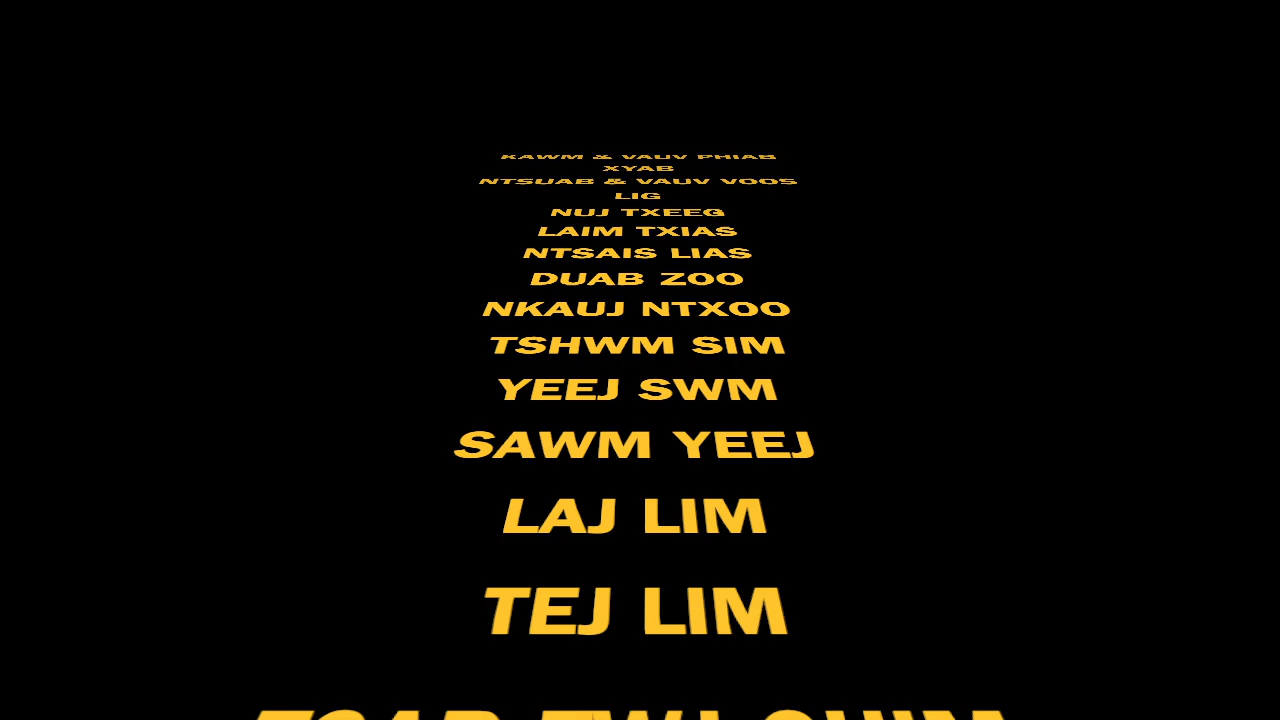 KAWM & VAUV PHIAB
XYAB
NTSUAB & VAUV VOOS
LIG
NUJ TXEEG
LAIM TXIAS
NTSAIS LIAS
DUAB ZOO
NKAUJ NTXOO
TSHWM SIM
YEEJ SWM
SAWM YEEJ
LAJ LIM
TEJ LIM